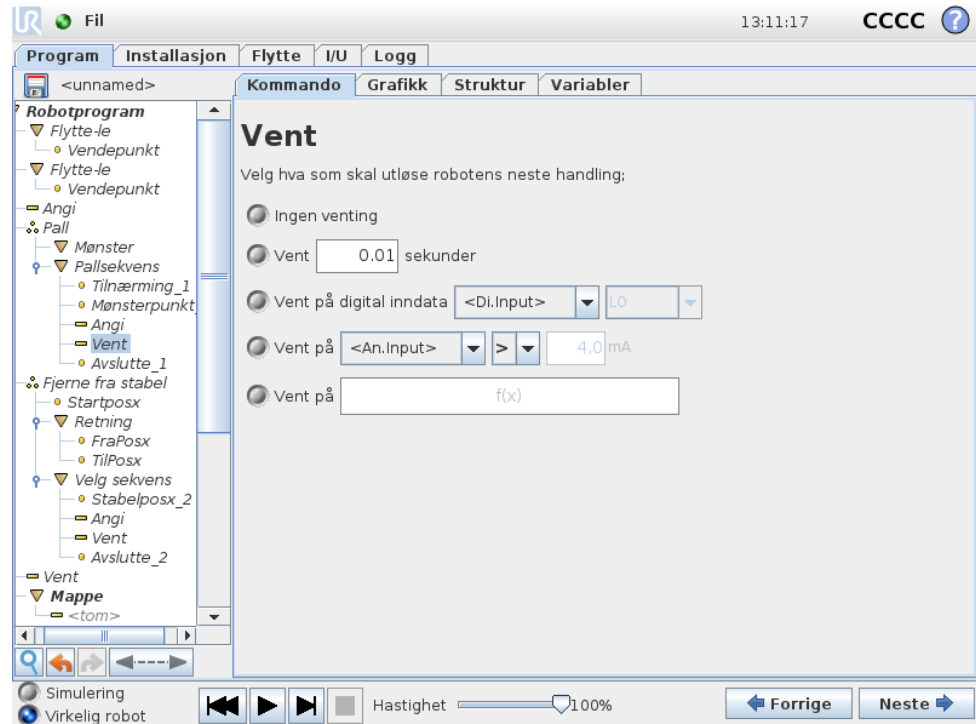 Fil 13:11:17 CCCC ?
Program Installasjon Flytte I/U Logg
<unnamed> Kommando Grafikk Struktur Variabler
Robotprogram
Flytte-le
Vendepunkt
Flytte-le
Vendepunkt
Angi
Pall
Mønster
Pallsekvens
Tilnærming_1
Mønsterpunkt
Angi
Vent
Avslutte_1
Fjerne fra stabel
Startposx
Retning
FraPosx
TilPosx
Velg sekvens
Stabelposx_2
Angi
Vent
Avslutte_2
Vent
Mappe
<tom>
Vent
Velg hva som skal utløse robotens neste handling;
Ingen venting
Vent 0.01 sekunder
Vent på digital inndata <Di.Input> LO
Vent på <An.Input> > 4,0 mA
Vent på f(x)
Simulering
Virkelig robot
Hastighet 100%
Forrige Neste